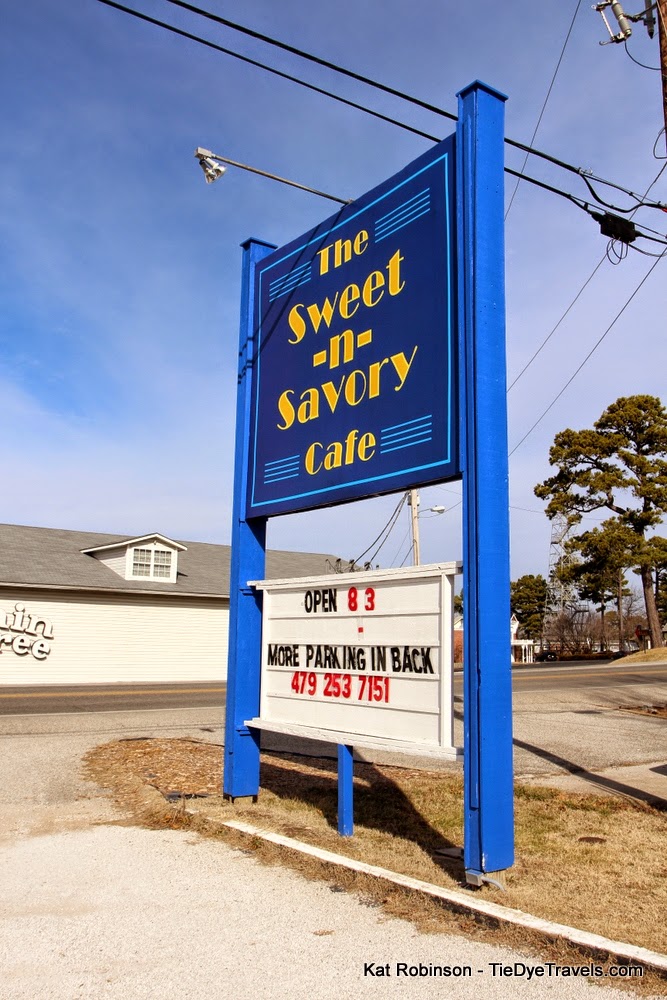 The
Sweet
-n-
Savory
Cafe
OPEN 8 3
-
MORE PARKING IN BACK
479 253 7151
Kat Robinson - TieDyeTravels.com